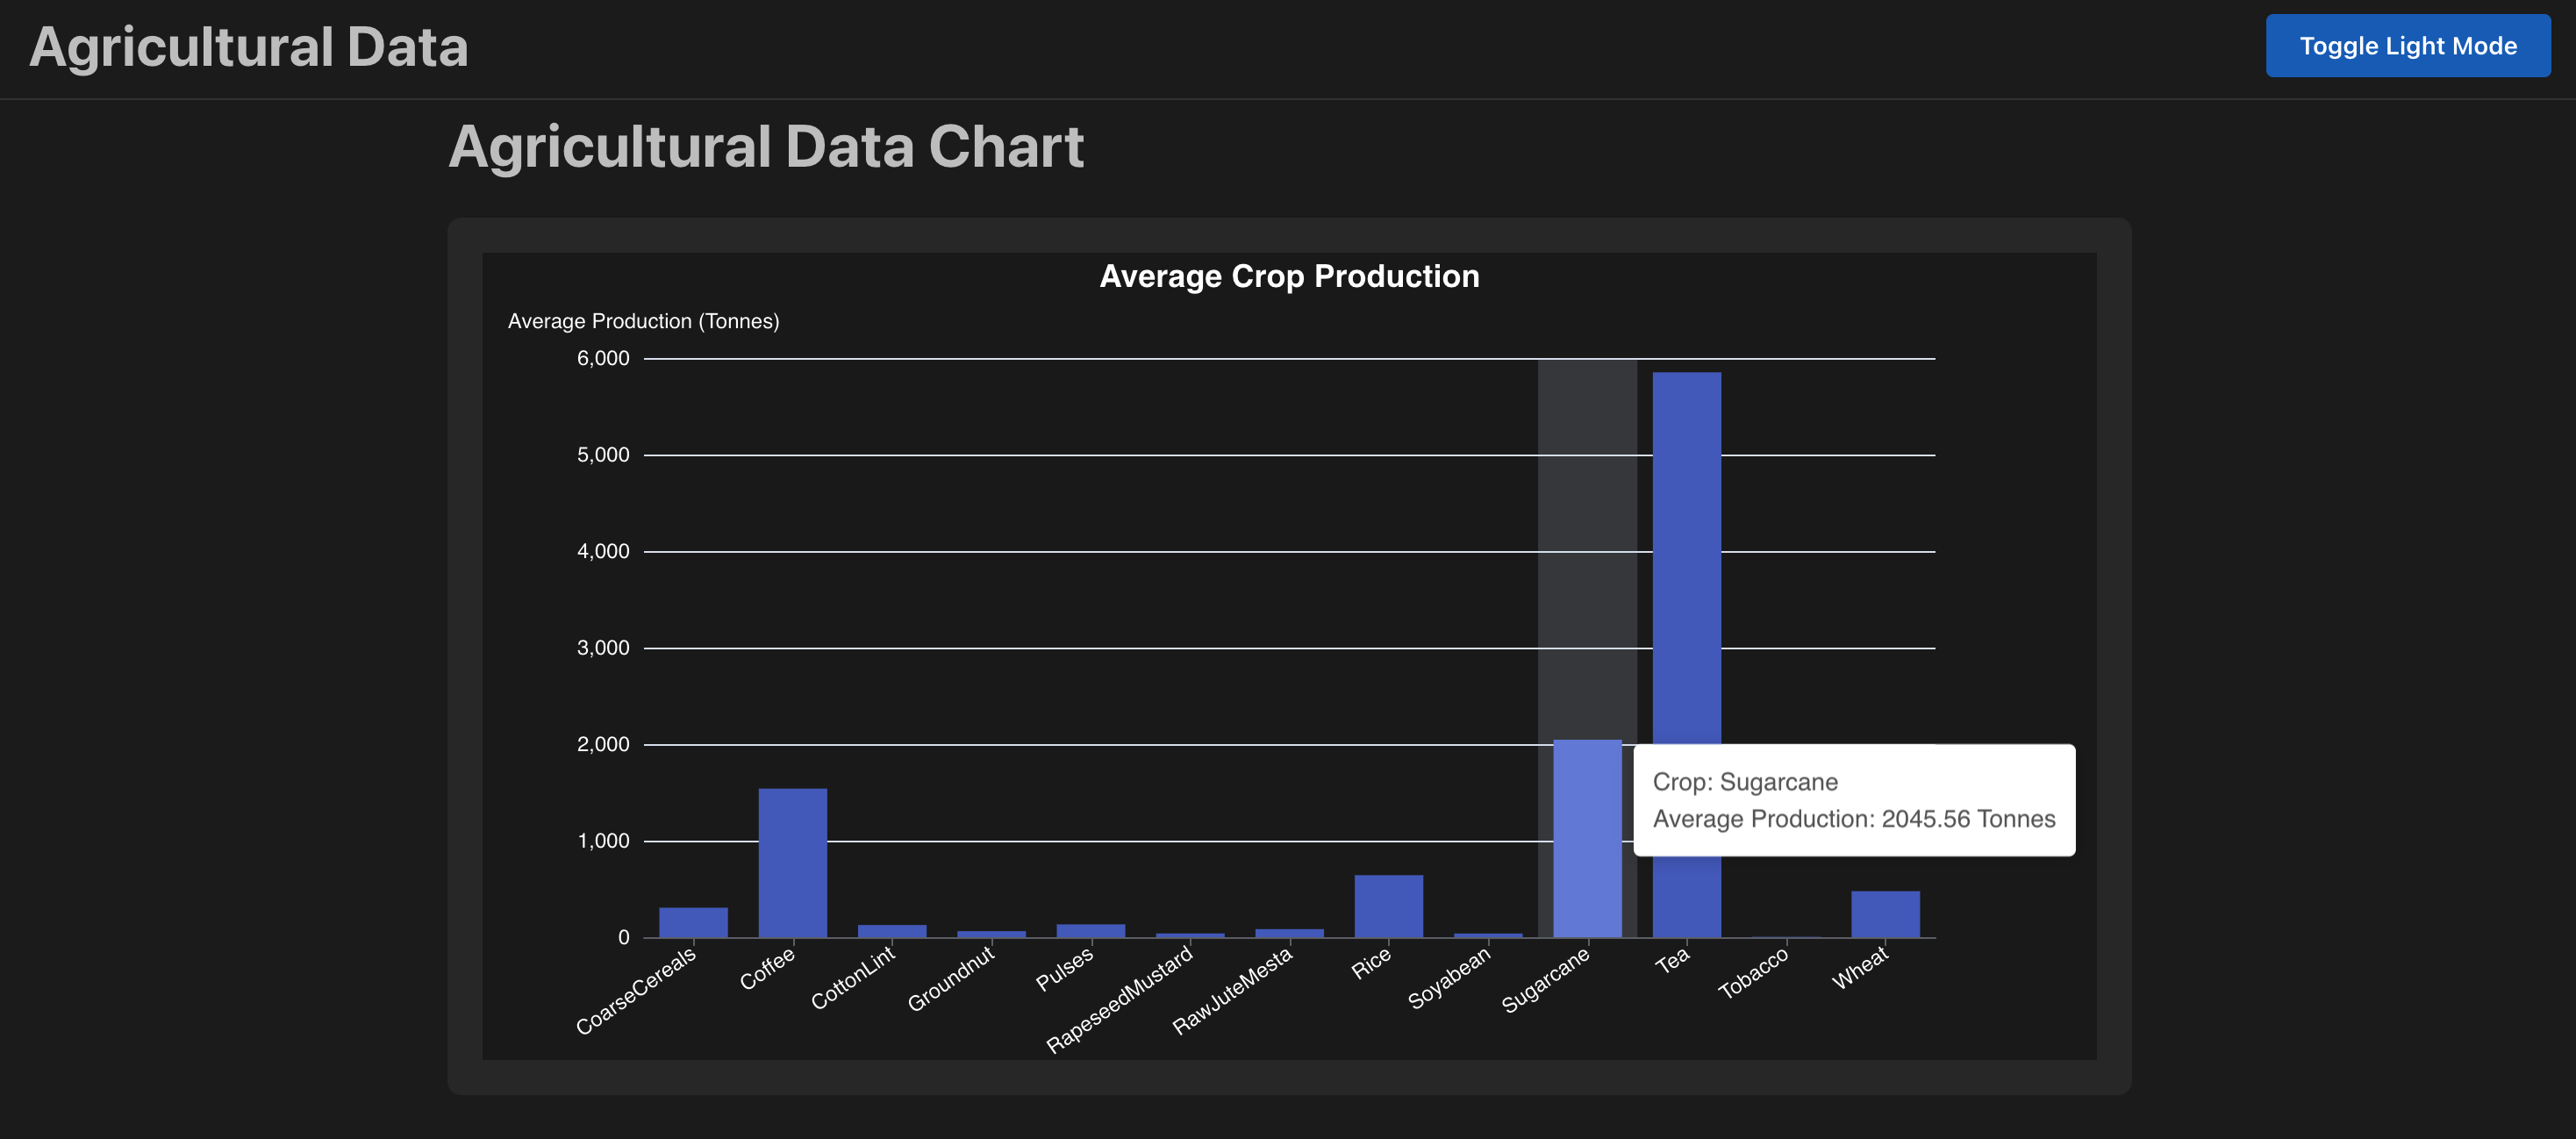 Agricultural Data
Toggle Light Mode
Agricultural Data Chart
Average Crop Production
Average Production (Tonnes)
6,000
5,000
4,000
3,000
2,000
1,000
0
Crop: Sugarcane
Average Production: 2045.56 Tonnes
CoarseCereals
Coffee
CottonLint
Groundnut
Pulses
RapeseedMustard
RawJuteMesta
Rice
Soyabean
Sugarcane
Tea
Tobacco
Wheat